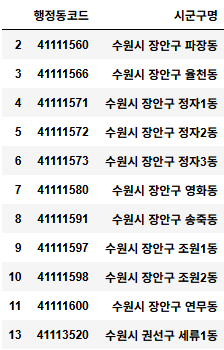 행정동코드 시군구명
2 41111560 수원시 장안구 파장동
3 41111566 수원시 장안구 율천동
4 41111571 수원시 장안구 정자1동
5 41111572 수원시 장안구 정자2동
6 41111573 수원시 장안구 정자3동
7 41111580 수원시 장안구 영화동
8 41111591 수원시 장안구 송죽동
9 41111597 수원시 장안구 조원1동
10 41111598 수원시 장안구 조원2동
11 41111600 수원시 장안구 연무동
13 41113520 수원시 권선구 세류1동